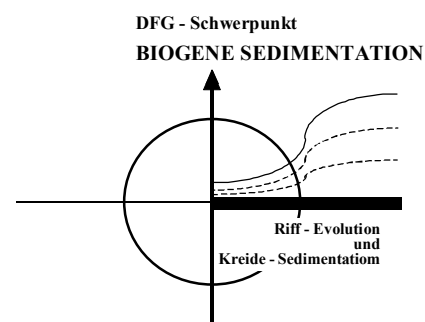 DFG - Schwerpunkt
BIOGENE SEDIMENTATION
Riff - Evolution
und
Kreide - Sedimentatiom